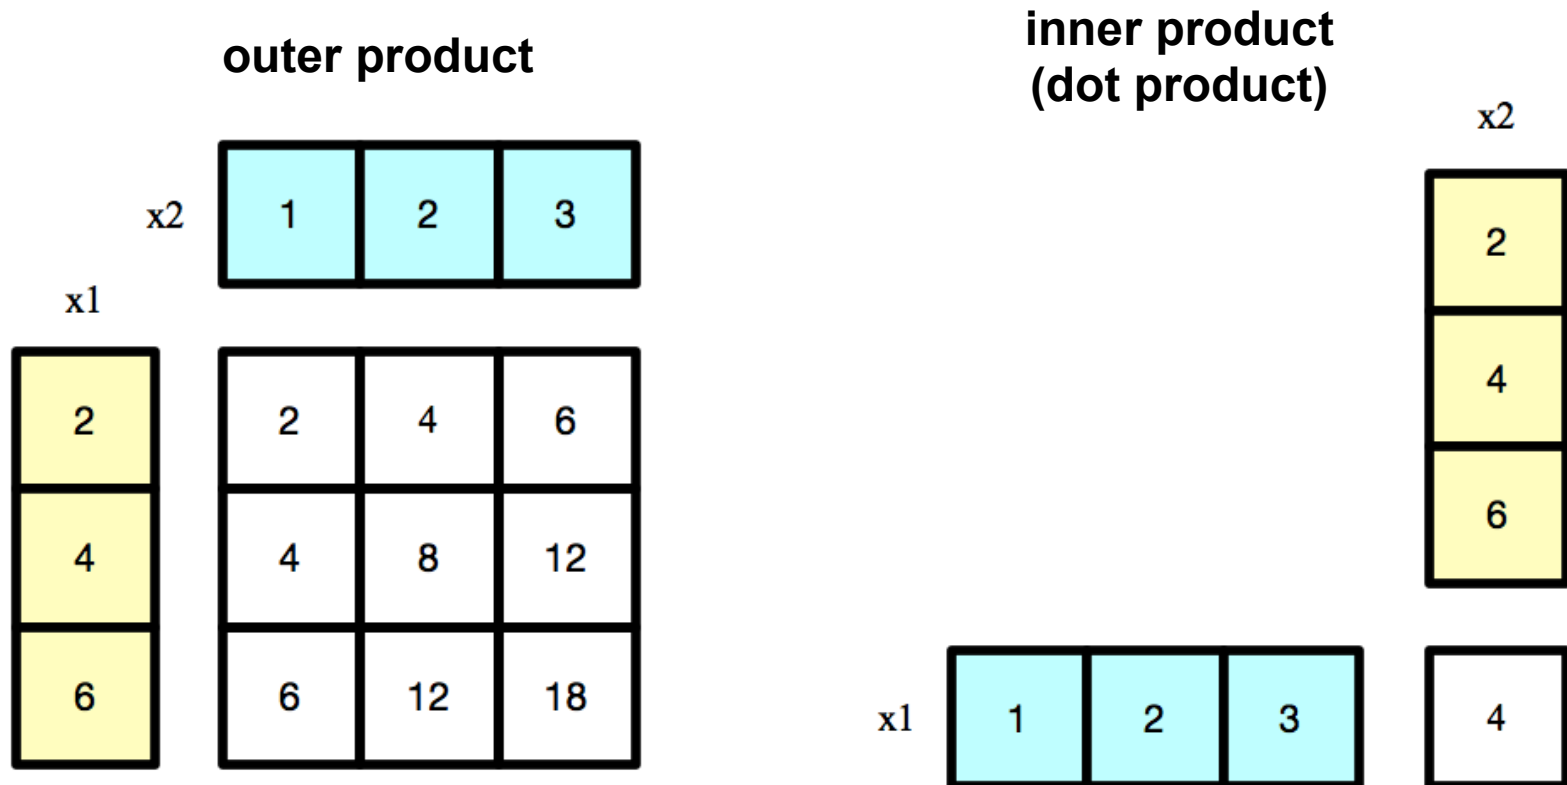 outer product
x2 1 2 3
x1
2 2 4 6
4 4 8 12
6 6 12 18
inner product
(dot product)
x2
2
4
6
x1 1 2 3 4